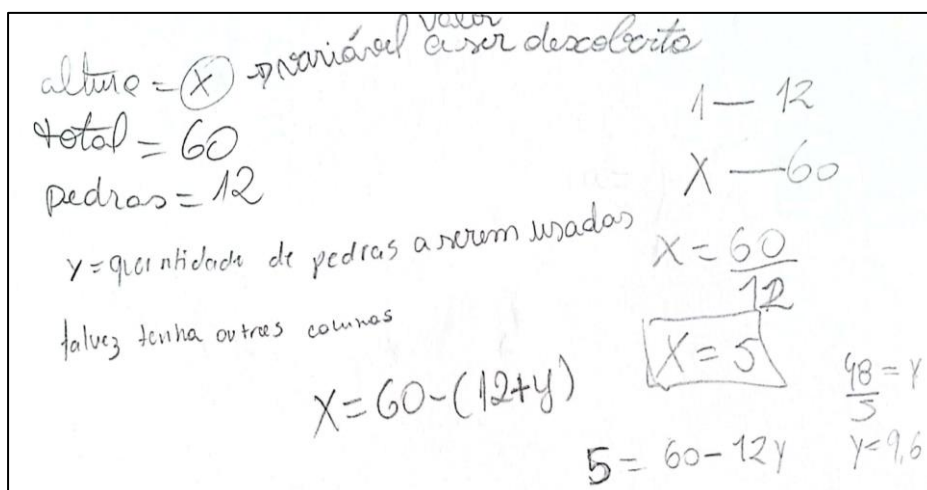 valor
altura = X → variável a ser descoberta
total = 60
pedras = 12
y = quantidade de pedras a serem usadas
talvez tenha outras colunas
X = 60 - (12+y)
1 — 12
X — 60
X = 60/12
X = 5
5 = 60 - 12y
48/5 = y
y = 9,6